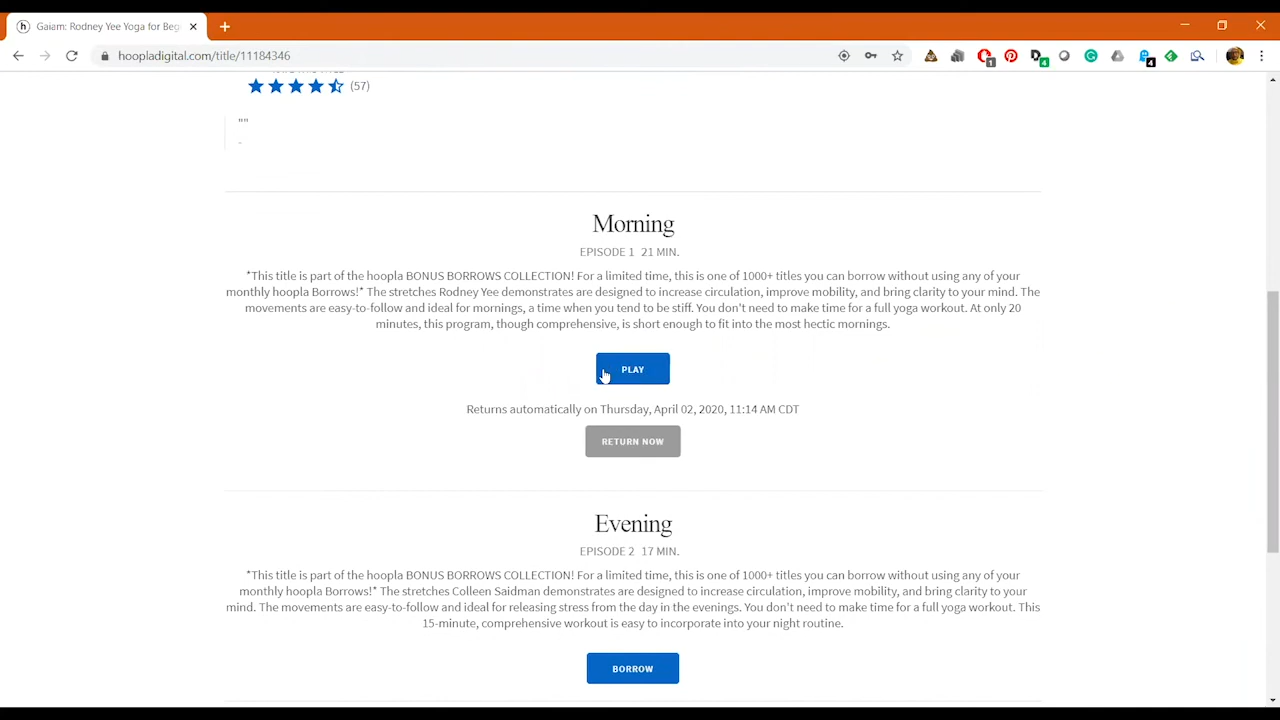 Gaiam: Rodney Yee Yoga for Beg
hoopladigital.com/title/11184346
1
4
4
(57)
""
-
Morning
EPISODE 1 21 MIN.
*This title is part of the hoopla BONUS BORROWS COLLECTION! For a limited time, this is one of 1000+ titles you can borrow without using any of your
monthly hoopla Borrows!* The stretches Rodney Yee demonstrates are designed to increase circulation, improve mobility, and bring clarity to your mind. The
movements are easy-to-follow and ideal for mornings, a time when you tend to be stiff. You don't need to make time for a full yoga workout. At only 20
minutes, this program, though comprehensive, is short enough to fit into the most hectic mornings.
PLAY
Returns automatically on Thursday, April 02, 2020, 11:14 AM CDT
RETURN NOW
Evening
EPISODE 2 17 MIN.
*This title is part of the hoopla BONUS BORROWS COLLECTION! For a limited time, this is one of 1000+ titles you can borrow without using any of your
monthly hoopla Borrows!* The stretches Colleen Saidman demonstrates are designed to increase circulation, improve mobility, and bring clarity to your
mind. The movements are easy-to-follow and ideal for releasing stress from the day in the evenings. You don't need to make time for a full yoga workout. This
15-minute, comprehensive workout is easy to incorporate into your night routine.
BORROW